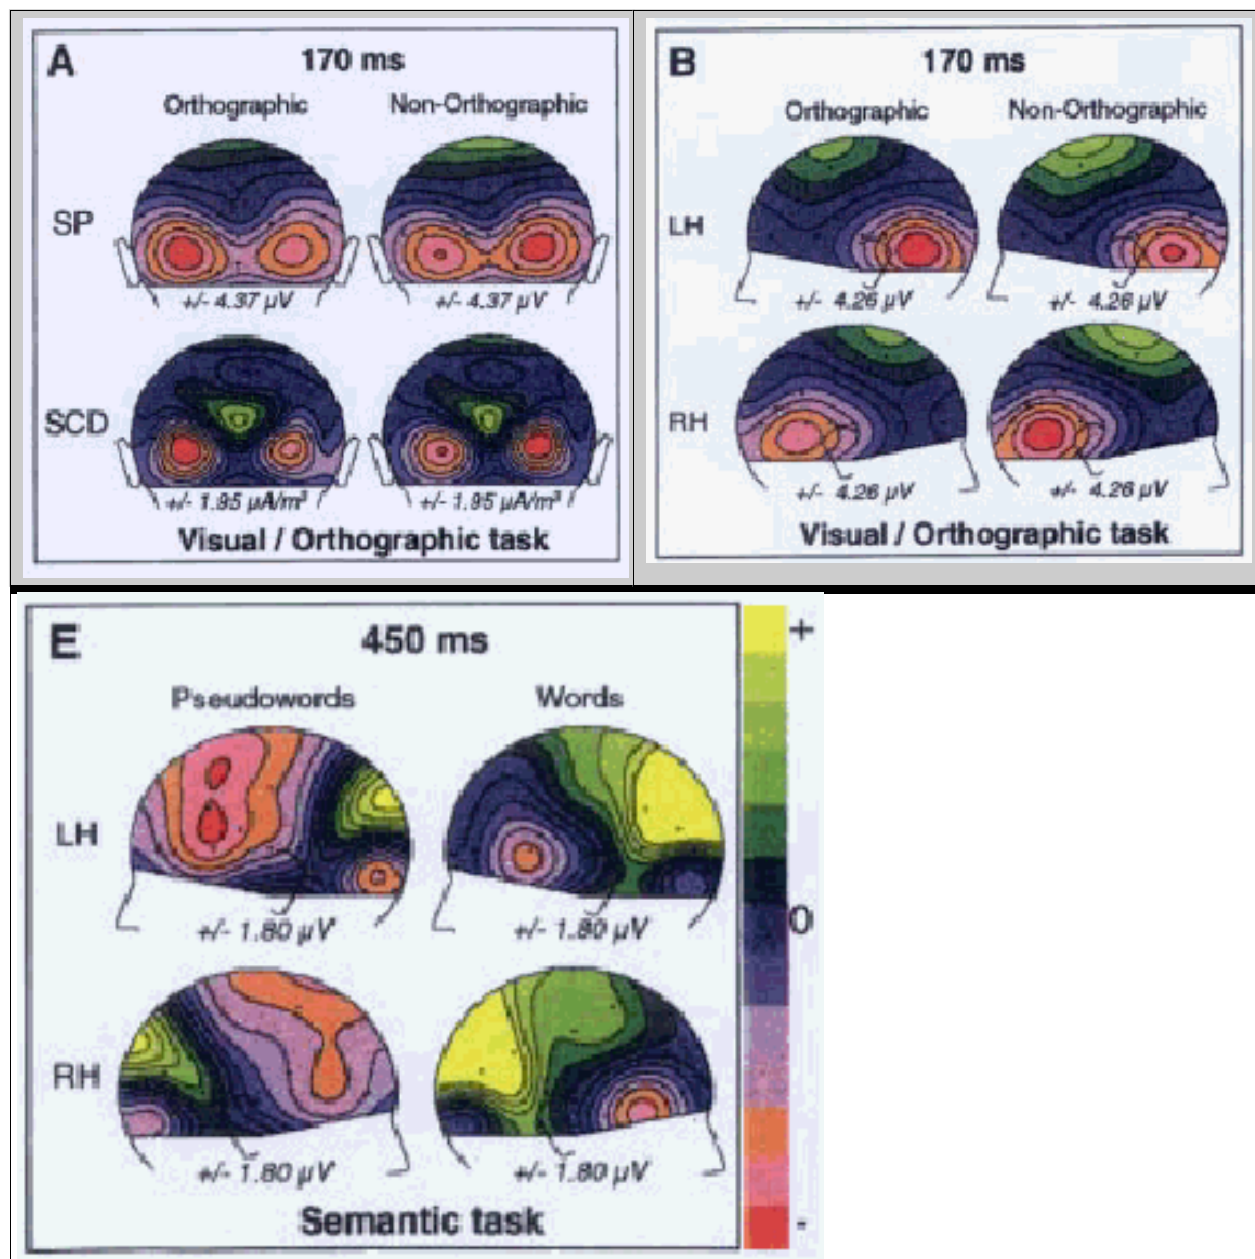 A
170 ms
Orthographic Non-Orthographic
SP
+/- 4.37 µV +/- 4.37 µV
SCD
+/- 1.95 µA/m³ +/- 1.95 µA/m³
Visual / Orthographic task
B
170 ms
Orthographic Non-Orthographic
LH
+/- 4.26 µV +/- 4.26 µV
RH
+/- 4.26 µV +/- 4.26 µV
Visual / Orthographic task
E
450 ms
Pseudowords Words
LH
+/- 1.80 µV +/- 1.80 µV
RH
+/- 1.80 µV +/- 1.80 µV
Semantic task
+
0
-